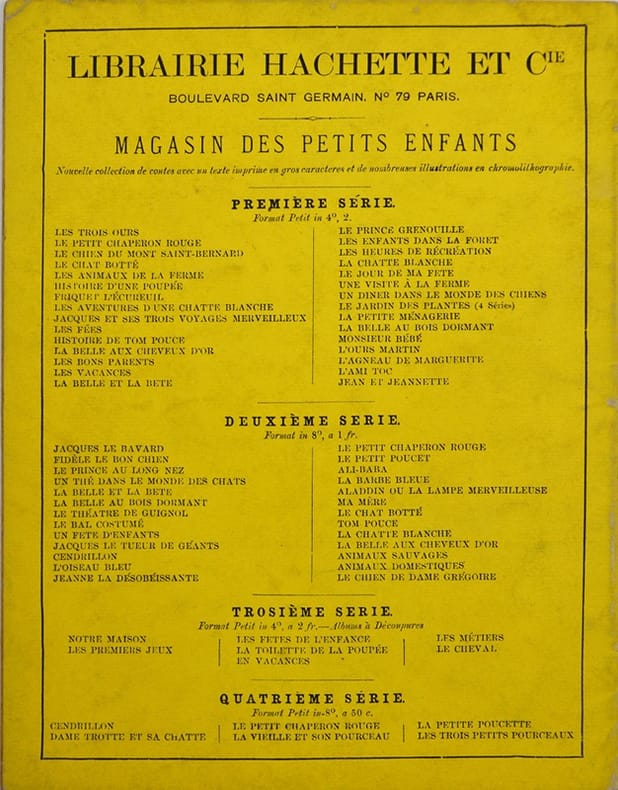 LIBRAIRIE HACHETTE ET CIE
BOULEVARD SAINT GERMAIN. No 79 PARIS.
MAGASIN DES PETITS ENFANTS
Nouvelle collection de contes avec un texte imprime en gros caracteres et de nombreuses illustrations en chromolithographie.
PREMIÈRE SÉRIE.
Format Petit in 4o, 2.
LES TROIS OURS
LE PETIT CHAPERON ROUGE
LE CHIEN DU MONT SAINT-BERNARD
LE CHAT BOTTÉ
LES ANIMAUX DE LA FERME
HISTOIRE D'UNE POUPÉE
FRIQUET L'ÉCUREUIL
LES AVENTURES D'UNE CHATTE BLANCHE
JACQUES ET SES TROIS VOYAGES MERVEILLEUX
LES FÉES
HISTOIRE DE TOM POUCE
LA BELLE AUX CHEVEUX D'OR
LES BONS PARENTS
LES VACANCES
LA BELLE ET LA BETE
LE PRINCE GRENOUILLE
LES ENFANTS DANS LA FORET
LES HEURES DE RÉCRÉATION
LA CHATTE BLANCHE
LE JOUR DE MA FETE
UNE VISITE À LA FERME
UN DINER DANS LE MONDE DES CHIENS
LE JARDIN DES PLANTES (4 Séries)
LA PETITE MÉNAGERIE
LA BELLE AU BOIS DORMANT
MONSIEUR BÉBÉ
L'OURS MARTIN
L'AGNEAU DE MARGUERITE
L'AMI TOC
JEAN ET JEANNETTE
DEUXIÈME SERIE.
Format in 8o, a 1 fr.
JACQUES LE BAVARD
FIDÈLE LE BON CHIEN
LE PRINCE AU LONG NEZ
UN THÉ DANS LE MONDE DES CHATS
LA BELLE ET LA BETE
LA BELLE AU BOIS DORMANT
LE THÉATRE DE GUIGNOL
LE BAL COSTUMÉ
UN FETE D'ENFANTS
JACQUES LE TUEUR DE GÉANTS
CENDRILLON
L'OISEAU BLEU
JEANNE LA DÉSOBÉISSANTE
LE PETIT CHAPERON ROUGE
LE PETIT POUCET
ALI-BABA
LA BARBE BLEUE
ALADDIN OU LA LAMPE MERVEILLEUSE
MA MÈRE
LE CHAT BOTTÉ
TOM POUCE
LA CHATTE BLANCHE
LA BELLE AUX CHEVEUX D'OR
ANIMAUX SAUVAGES
ANIMAUX DOMESTIQUES
LE CHIEN DE DAME GRÉGOIRE
TROSIÈME SERIE.
Format Petit in 4o, a 2 fr.—Albums à Découpures
NOTRE MAISON
LES PREMIERS JEUX
LES FETES DE L'ENFANCE
LA TOILETTE DE LA POUPÉE
EN VACANCES
LES MÉTIERS
LE CHEVAL
QUATRIÈME SÉRIE.
Format Petit in-8o, a 50 c.
CENDRILLON
DAME TROTTE ET SA CHATTE
LE PETIT CHAPERON ROUGE
LA VIEILLE ET SON POURCEAU
LA PETITE POUCETTE
LES TROIS PETITS POURCEAUX